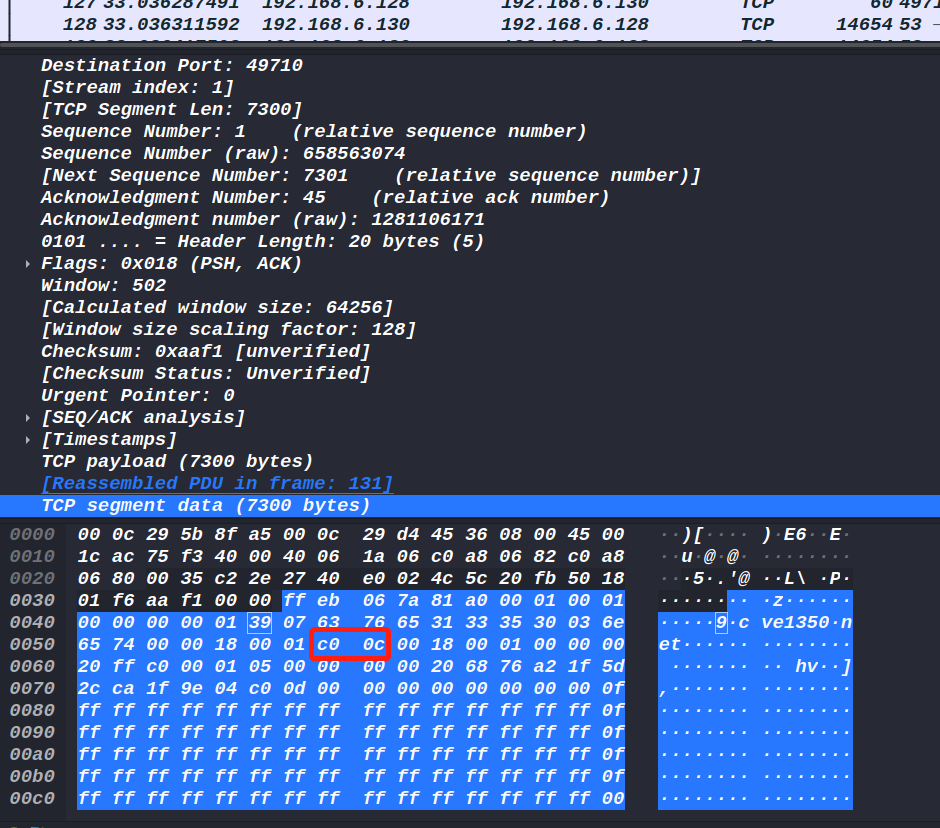 127 33.036287491 192.168.6.128 192.168.6.130 TCP 60 4971
128 33.036311592 192.168.6.130 192.168.6.128 TCP 14654 53 →
Destination Port: 49710
[Stream index: 1]
[TCP Segment Len: 7300]
Sequence Number: 1    (relative sequence number)
Sequence Number (raw): 658563074
[Next Sequence Number: 7301    (relative sequence number)]
Acknowledgment Number: 45    (relative ack number)
Acknowledgment number (raw): 1281106171
0101 .... = Header Length: 20 bytes (5)
Flags: 0x018 (PSH, ACK)
Window: 502
[Calculated window size: 64256]
[Window size scaling factor: 128]
Checksum: 0xaaf1 [unverified]
[Checksum Status: Unverified]
Urgent Pointer: 0
[SEQ/ACK analysis]
[Timestamps]
TCP payload (7300 bytes)
[Reassembled PDU in frame: 131]
TCP segment data (7300 bytes)
0000 00 0c 29 5b 8f a5 00 0c 29 d4 45 36 08 00 45 00 ··)[···· )·E6··E·
0010 1c ac 75 f3 40 00 40 06 1a 06 c0 a8 06 82 c0 a8 ··u·@·@· ········
0020 06 80 00 35 c2 2e 27 40 e0 02 4c 5c 20 fb 50 18 ···5·.'@ ··L\ ·P·
0030 01 f6 aa f1 00 00 ff eb 06 7a 81 a0 00 01 00 01 ········ ·z······
0040 00 00 00 00 01 39 07 63 76 65 31 33 35 30 03 6e ·····9·c ve1350·n
0050 65 74 00 00 18 00 01 c0 0c 00 18 00 01 00 00 00 et······ ········
0060 20 ff c0 00 01 05 00 00 00 00 20 68 76 a2 1f 5d  ······· ·· hv··]
0070 2c ca 1f 9e 04 c0 0d 00 00 00 00 00 00 00 00 0f ,······· ········
0080 ff ff ff ff ff ff ff ff ff ff ff ff ff ff ff 0f ········ ········
0090 ff ff ff ff ff ff ff ff ff ff ff ff ff ff ff 0f ········ ········
00a0 ff ff ff ff ff ff ff ff ff ff ff ff ff ff ff 0f ········ ········
00b0 ff ff ff ff ff ff ff ff ff ff ff ff ff ff ff 0f ········ ········
00c0 ff ff ff ff ff ff ff ff ff ff ff ff ff ff ff 00 ········ ········